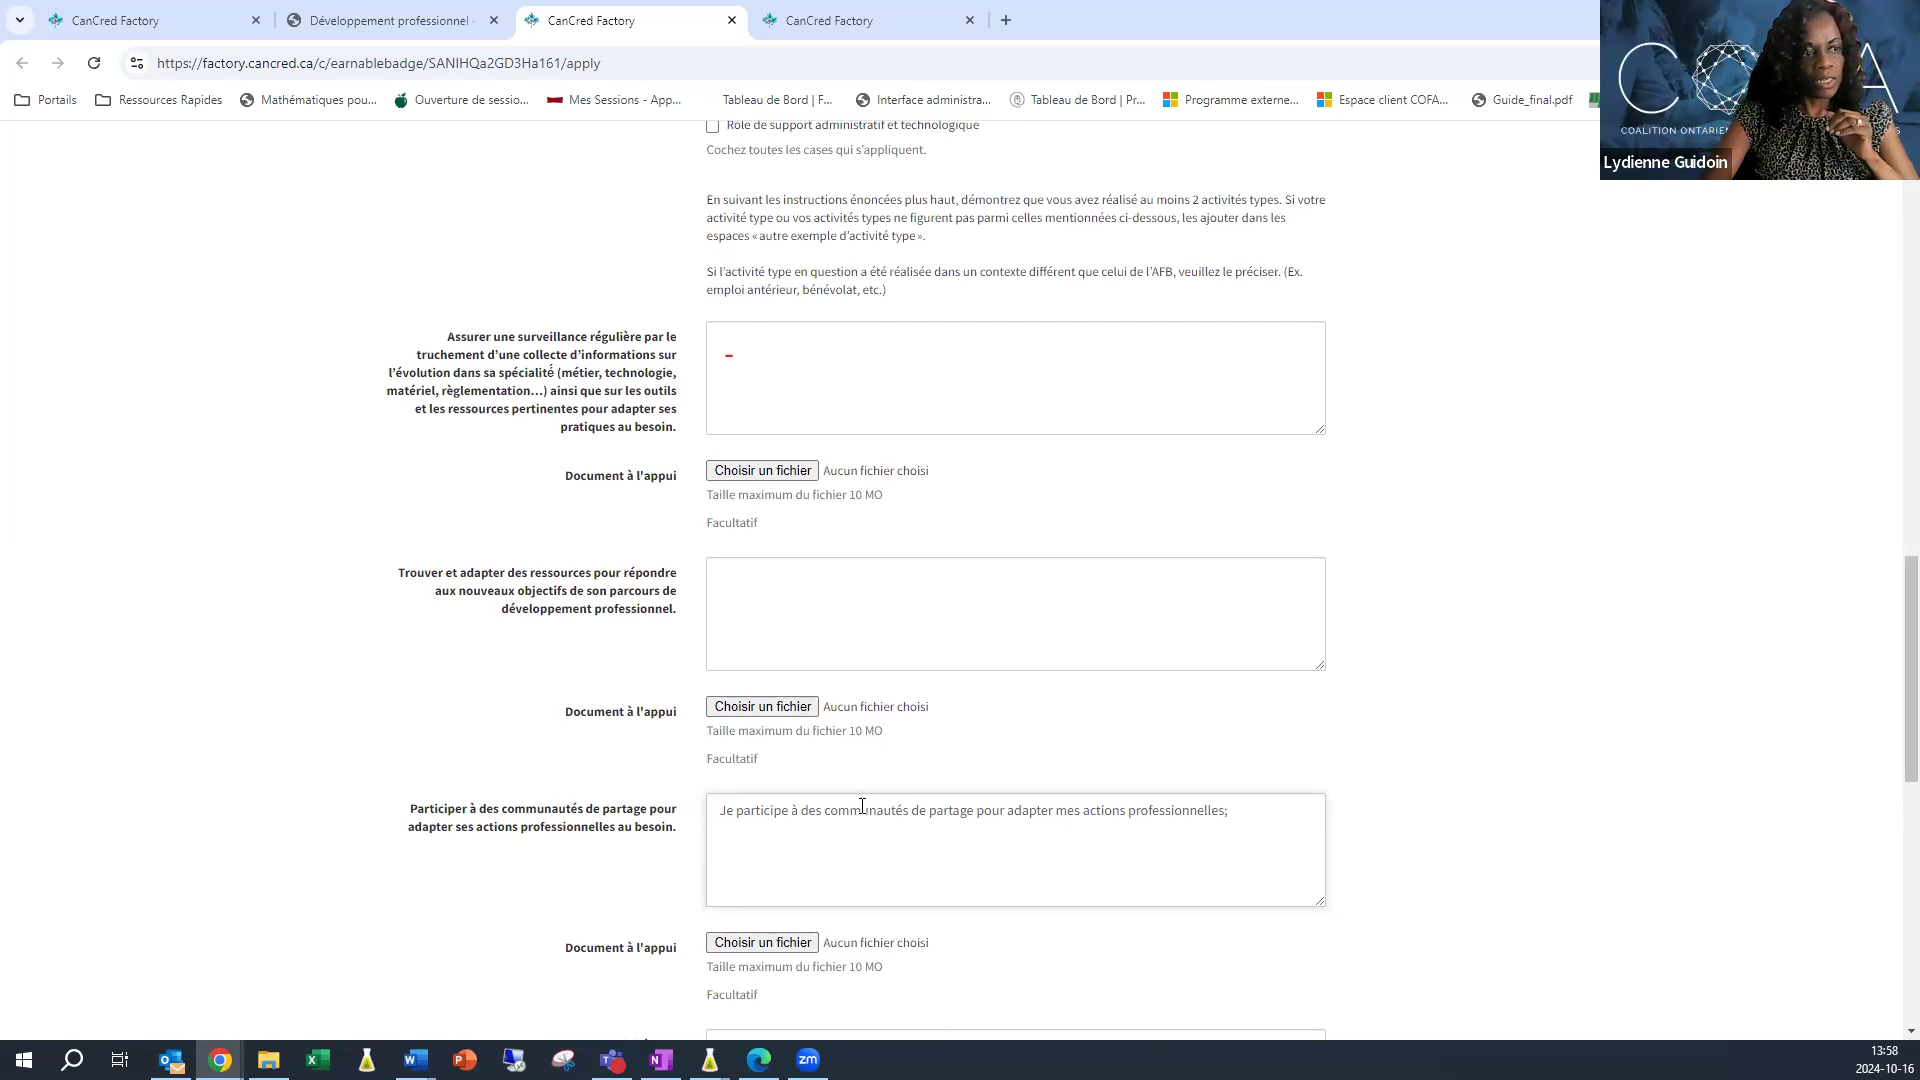 CanCred Factory
Développement professionnel
CanCred Factory
CanCred Factory
https://factory.cancred.ca/c/earnablebadge/SANIHQa2GD3Ha161/apply
Portails
Ressources Rapides
Mathématiques pou...
Ouverture de sessio...
Mes Sessions - App...
Tableau de Bord | F...
Interface administra...
Tableau de Bord | Pr...
Programme externe...
Espace client COFA...
Guide_final.pdf
Lydienne Guidoin
Rôle de support administratif et technologique
Cochez toutes les cases qui s'appliquent.
En suivant les instructions énoncées plus haut, démontrez que vous avez réalisé au moins 2 activités types. Si votre
activité type ou vos activités types ne figurent pas parmi celles mentionnées ci-dessous, les ajouter dans les
espaces « autre exemple d'activité type ».
Si l'activité type en question a été réalisée dans un contexte différent que celui de l'AFB, veuillez le préciser. (Ex.
emploi antérieur, bénévolat, etc.)
Assurer une surveillance régulière par le
truchement d'une collecte d'informations sur
l'évolution dans sa spécialité (métier, technologie,
matériel, règlementation...) ainsi que sur les outils
et les ressources pertinentes pour adapter ses
pratiques au besoin.
Document à l'appui
Choisir un fichier Aucun fichier choisi
Taille maximum du fichier 10 MO
Facultatif
Trouver et adapter des ressources pour répondre
aux nouveaux objectifs de son parcours de
développement professionnel.
Document à l'appui
Choisir un fichier Aucun fichier choisi
Taille maximum du fichier 10 MO
Facultatif
Participer à des communautés de partage pour
adapter ses actions professionnelles au besoin.
Je participe à des communautés de partage pour adapter mes actions professionnelles;
Document à l'appui
Choisir un fichier Aucun fichier choisi
Taille maximum du fichier 10 MO
Facultatif
13:58
2024-10-16